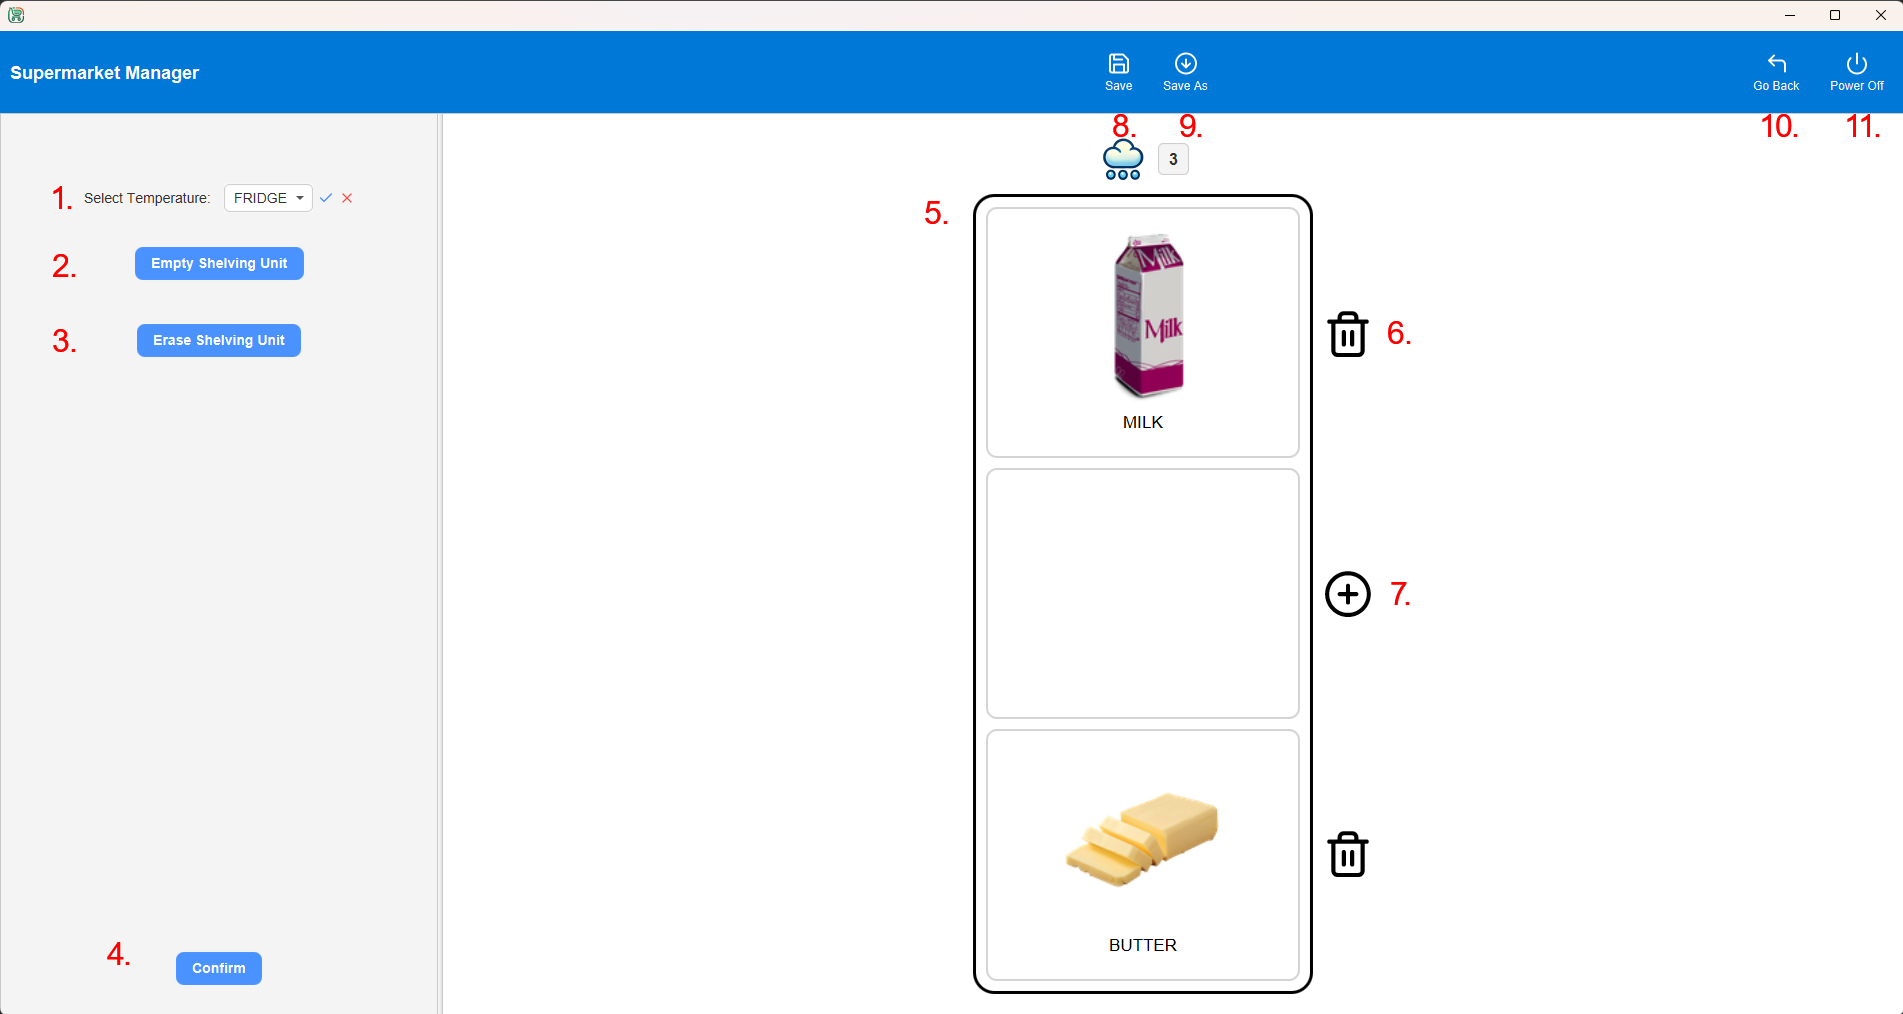 Supermarket Manager
Save
Save As
Go Back
Power Off
8.
9.
10.
11.
3
1.
Select Temperature:
FRIDGE
5.
2.
Empty Shelving Unit
3.
Erase Shelving Unit
Milk
Milk
MILK
6.
7.
BUTTER
4.
Confirm